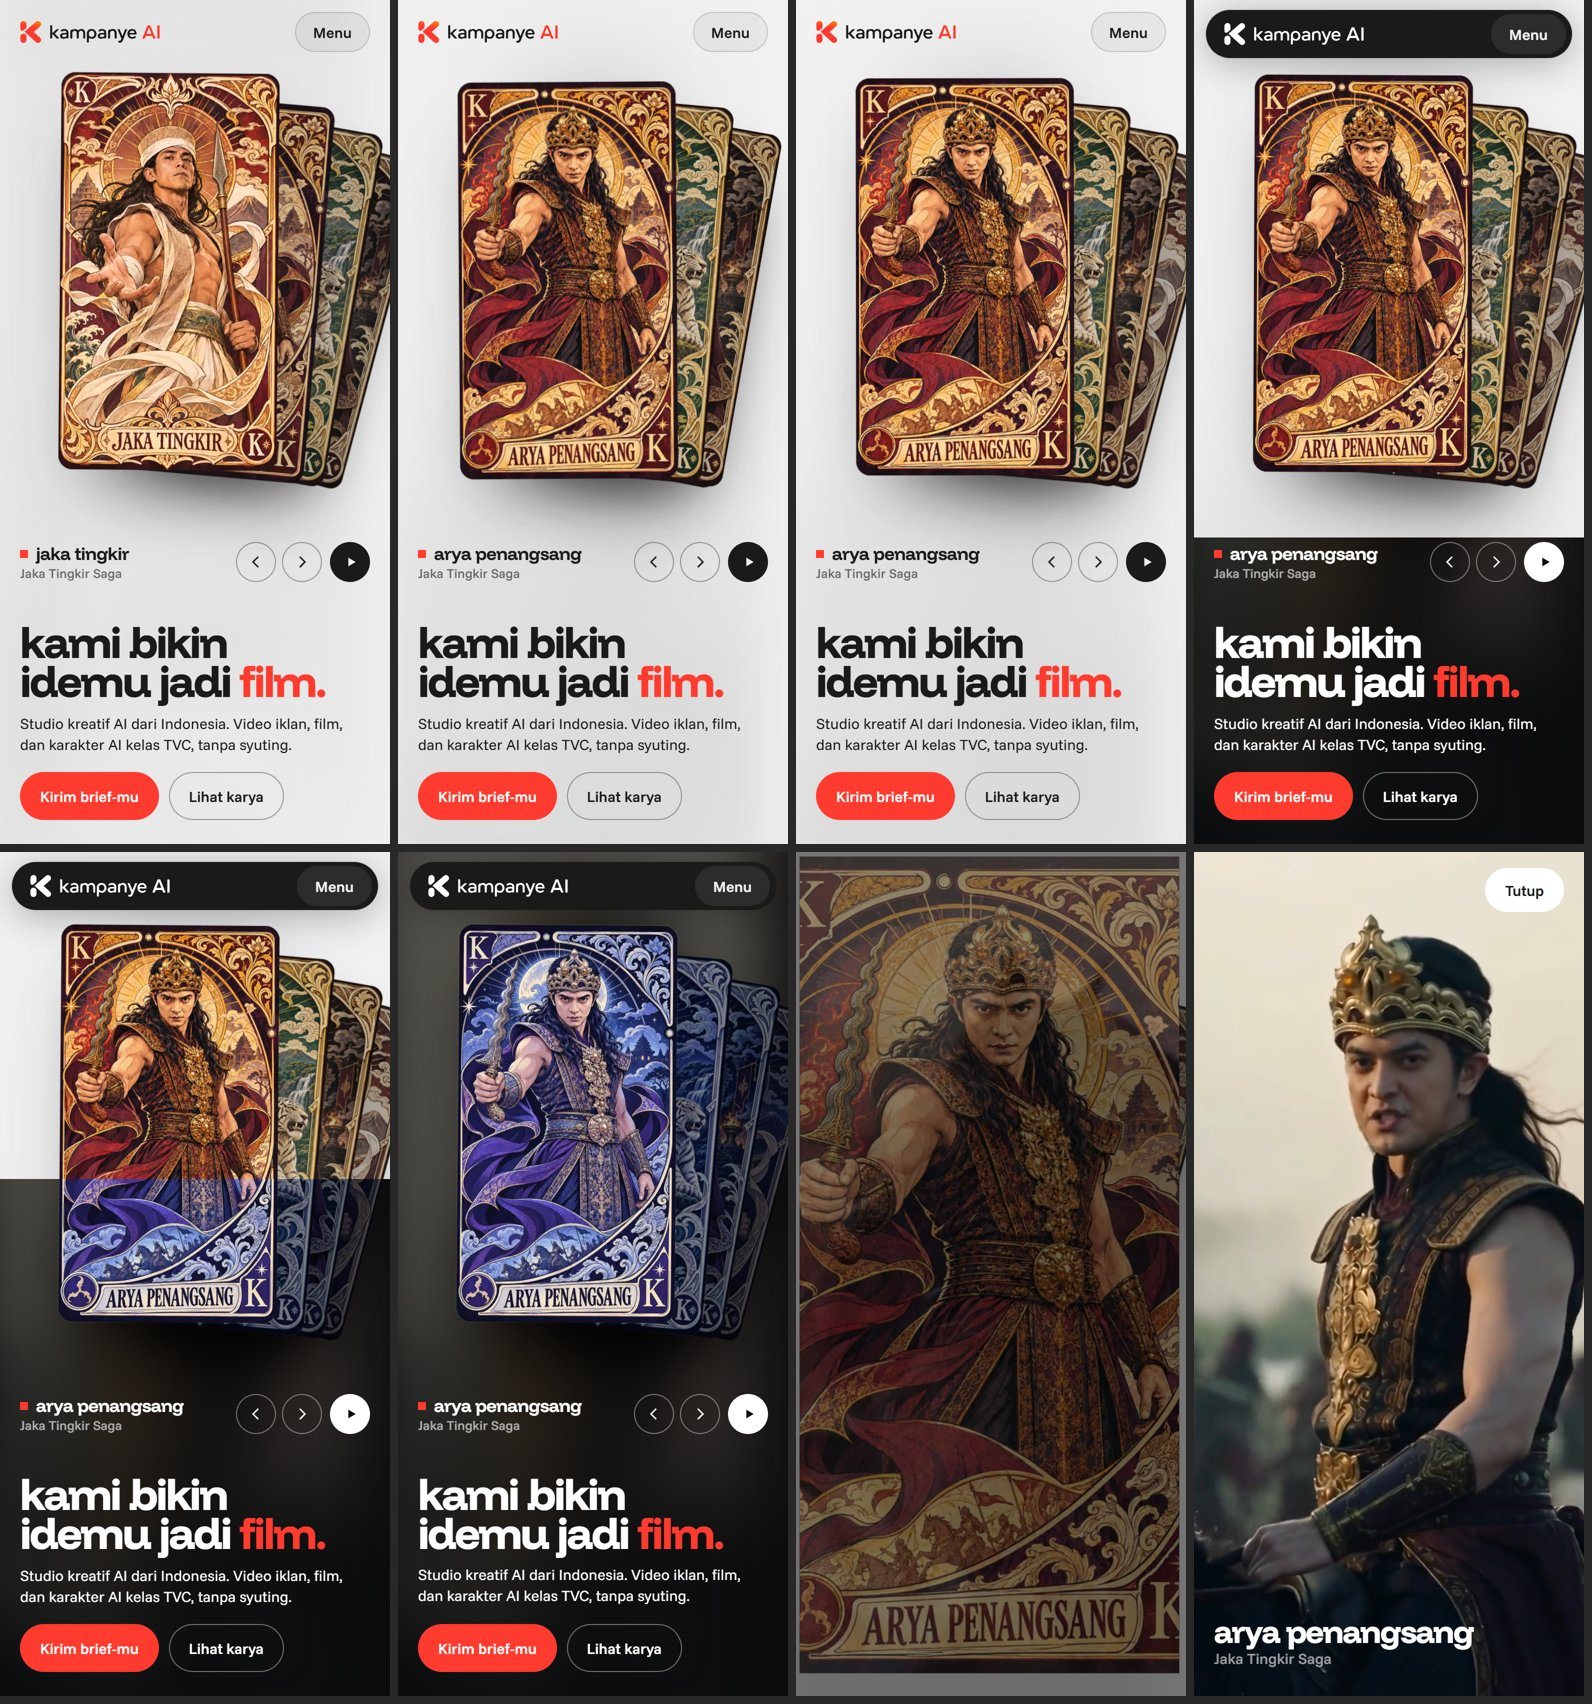 kampanye AI
Menu
K
JAKA TINGKIR
K
K
K
K
jaka tingkir
Jaka Tingkir Saga
kami bikin
idemu jadi film.
Studio kreatif AI dari Indonesia. Video iklan, film,
dan karakter AI kelas TVC, tanpa syuting.
Kirim brief-mu
Lihat karya
kampanye AI
Menu
K
ARYA PENANGSANG
K
K
K
arya penangsang
Jaka Tingkir Saga
kami bikin
idemu jadi film.
Studio kreatif AI dari Indonesia. Video iklan, film,
dan karakter AI kelas TVC, tanpa syuting.
Kirim brief-mu
Lihat karya
kampanye AI
Menu
K
ARYA PENANGSANG
K
K
K
arya penangsang
Jaka Tingkir Saga
kami bikin
idemu jadi film.
Studio kreatif AI dari Indonesia. Video iklan, film,
dan karakter AI kelas TVC, tanpa syuting.
Kirim brief-mu
Lihat karya
kampanye AI
Menu
K
ARYA PENANGSANG
K
K
K
K
arya penangsang
Jaka Tingkir Saga
kami bikin
idemu jadi film.
Studio kreatif AI dari Indonesia. Video iklan, film,
dan karakter AI kelas TVC, tanpa syuting.
Kirim brief-mu
Lihat karya
kampanye AI
Menu
K
ARYA PENANGSANG
K
K
K
K
arya penangsang
Jaka Tingkir Saga
kami bikin
idemu jadi film.
Studio kreatif AI dari Indonesia. Video iklan, film,
dan karakter AI kelas TVC, tanpa syuting.
Kirim brief-mu
Lihat karya
kampanye AI
Menu
K
ARYA PENANGSANG
K
K
K
K
arya penangsang
Jaka Tingkir Saga
kami bikin
idemu jadi film.
Studio kreatif AI dari Indonesia. Video iklan, film,
dan karakter AI kelas TVC, tanpa syuting.
Kirim brief-mu
Lihat karya
K
ARYA PENANGSANG
K
Tutup
arya penangsang
Jaka Tingkir Saga